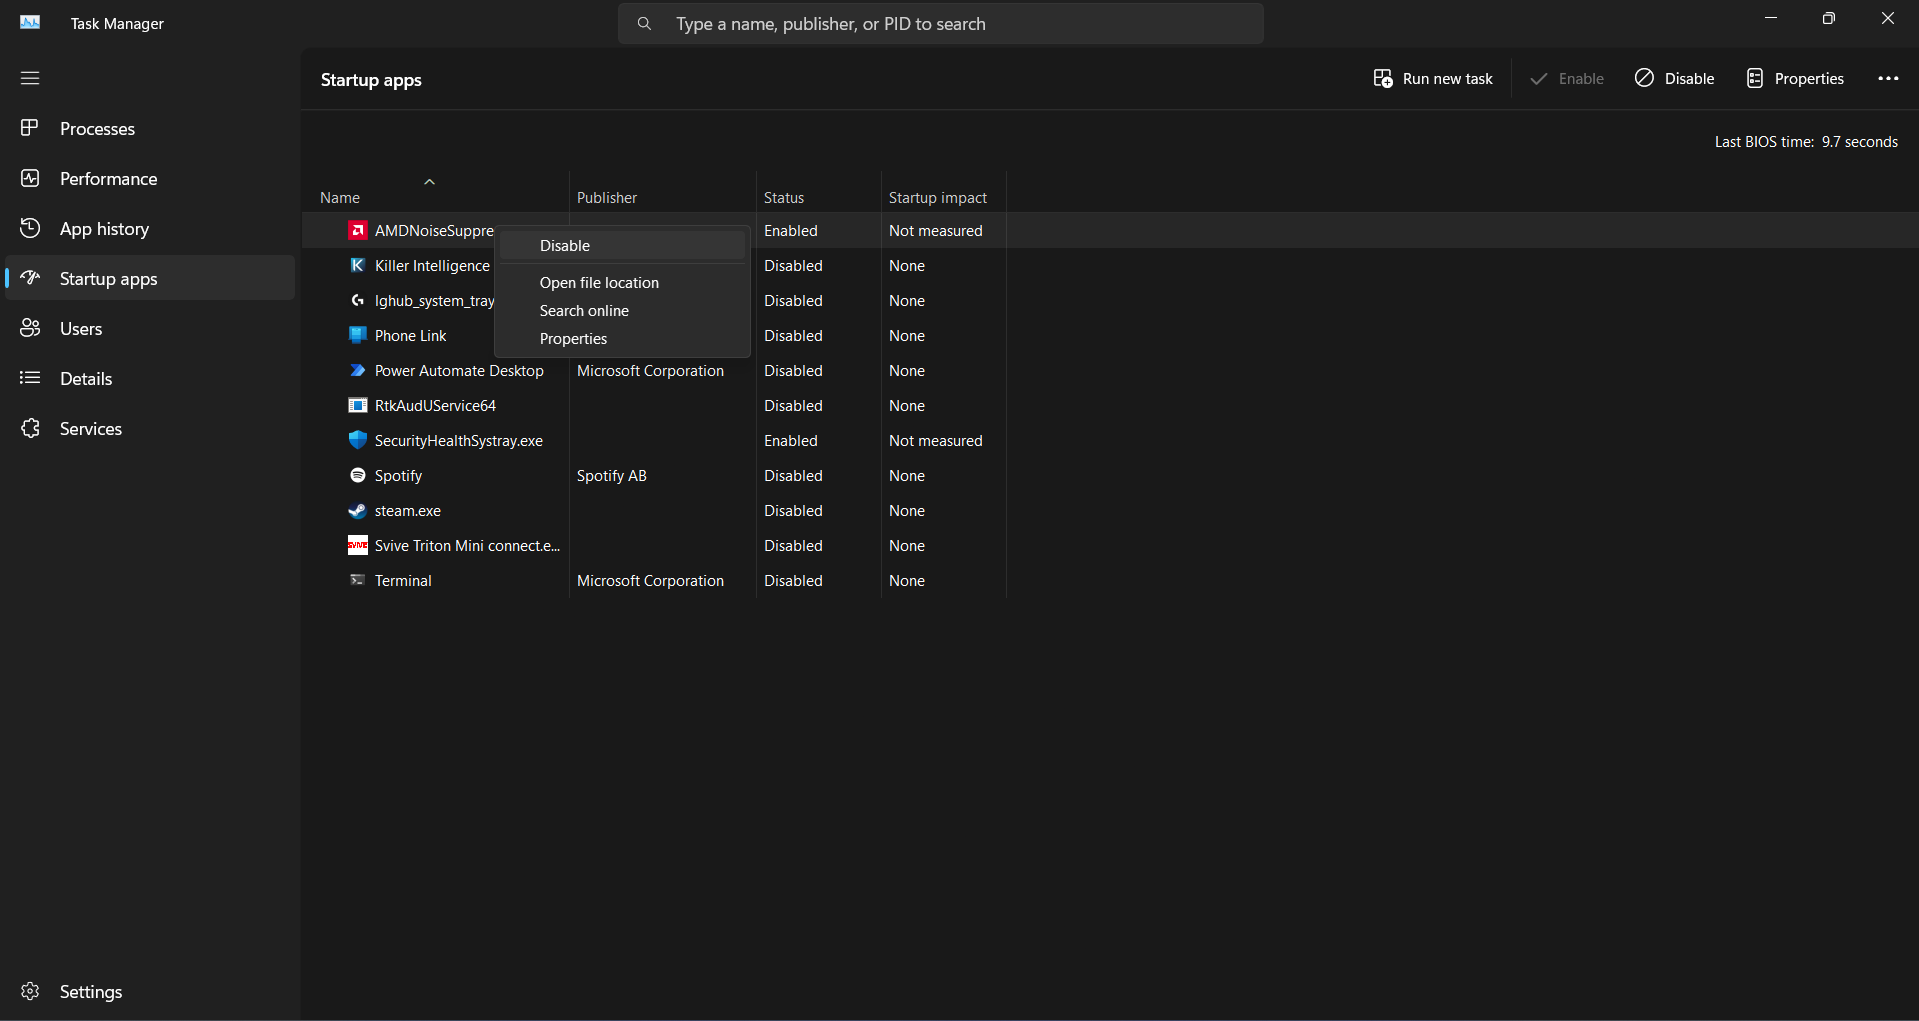 Task Manager
Type a name, publisher, or PID to search
Startup apps
Run new task
Enable
Disable
Properties
Last BIOS time: 9.7 seconds
Processes
Performance
App history
Startup apps
Users
Details
Services
Settings
Name Publisher Status Startup impact
AMDNoiseSuppre Enabled Not measured
Killer Intelligence Disabled None
lghub_system_tray Disabled None
Phone Link Disabled None
Power Automate Desktop Microsoft Corporation Disabled None
RtkAudUService64 Disabled None
SecurityHealthSystray.exe Enabled Not measured
Spotify Spotify AB Disabled None
steam.exe Disabled None
SVIVE Svive Triton Mini connect.e... Disabled None
Terminal Microsoft Corporation Disabled None
Disable
Open file location
Search online
Properties